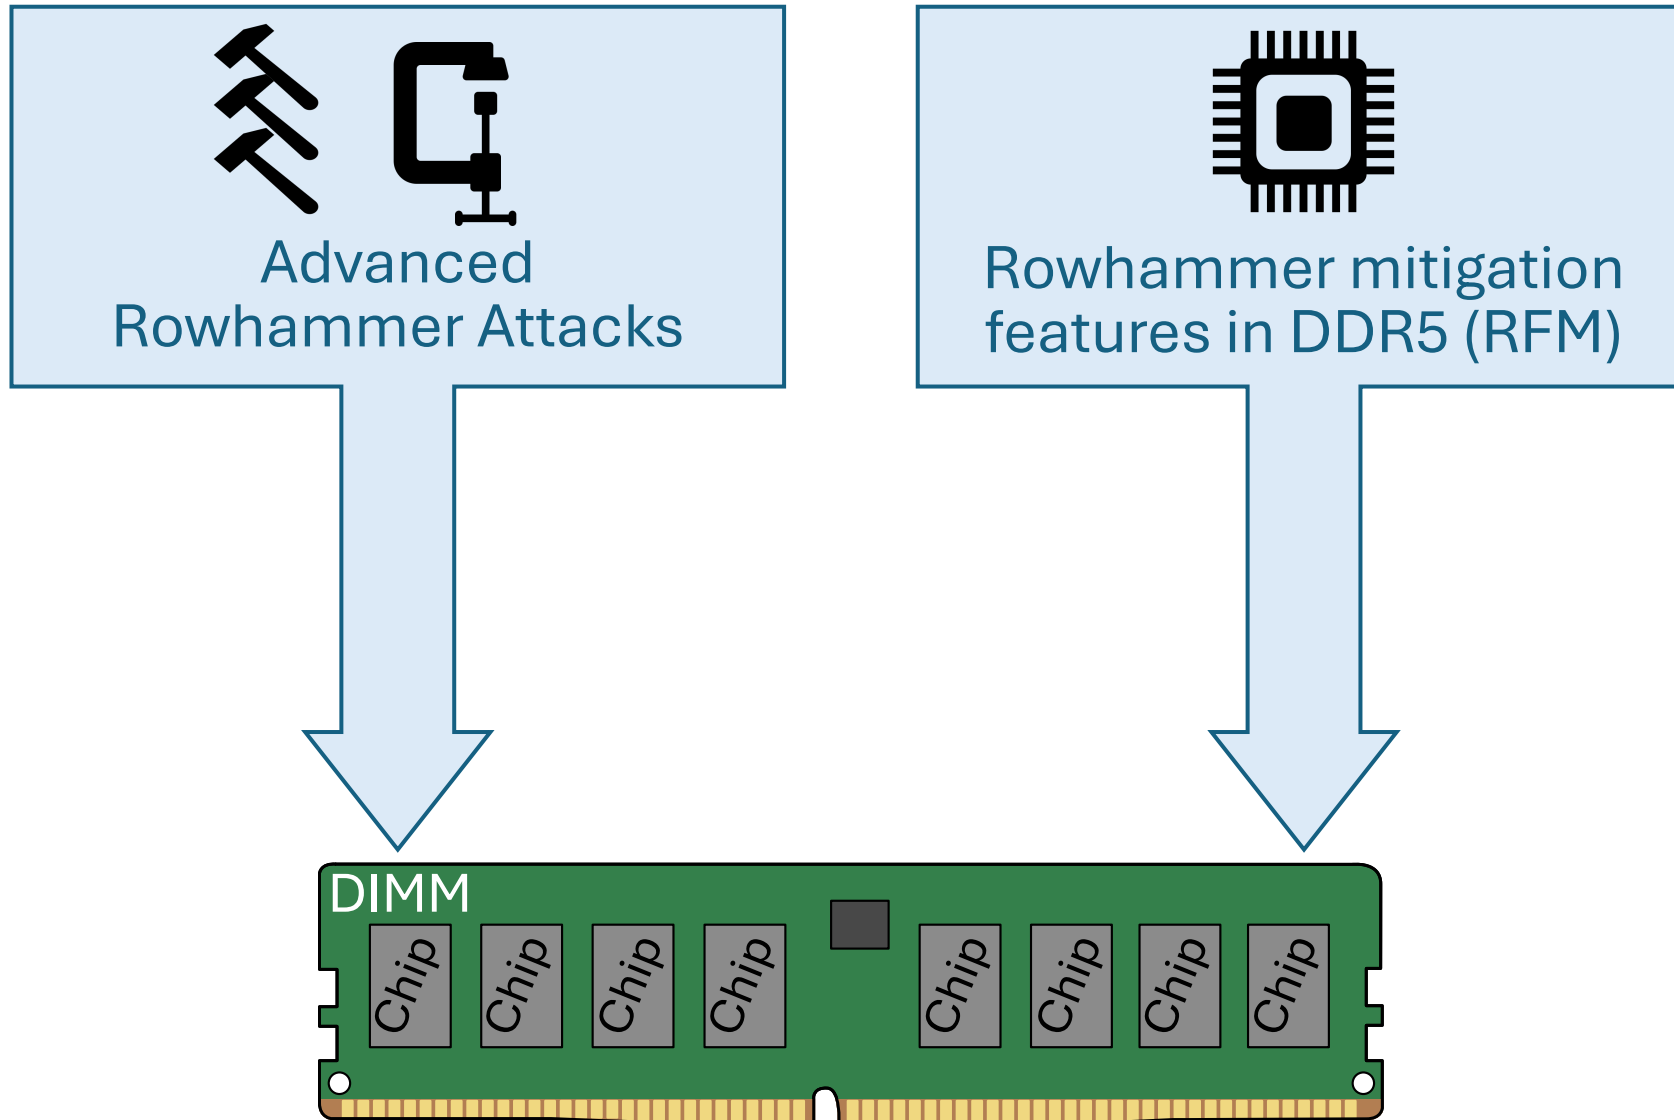 Advanced
Rowhammer Attacks
Rowhammer mitigation
features in DDR5 (RFM)
DIMM
Chip
Chip
Chip
Chip
Chip
Chip
Chip
Chip